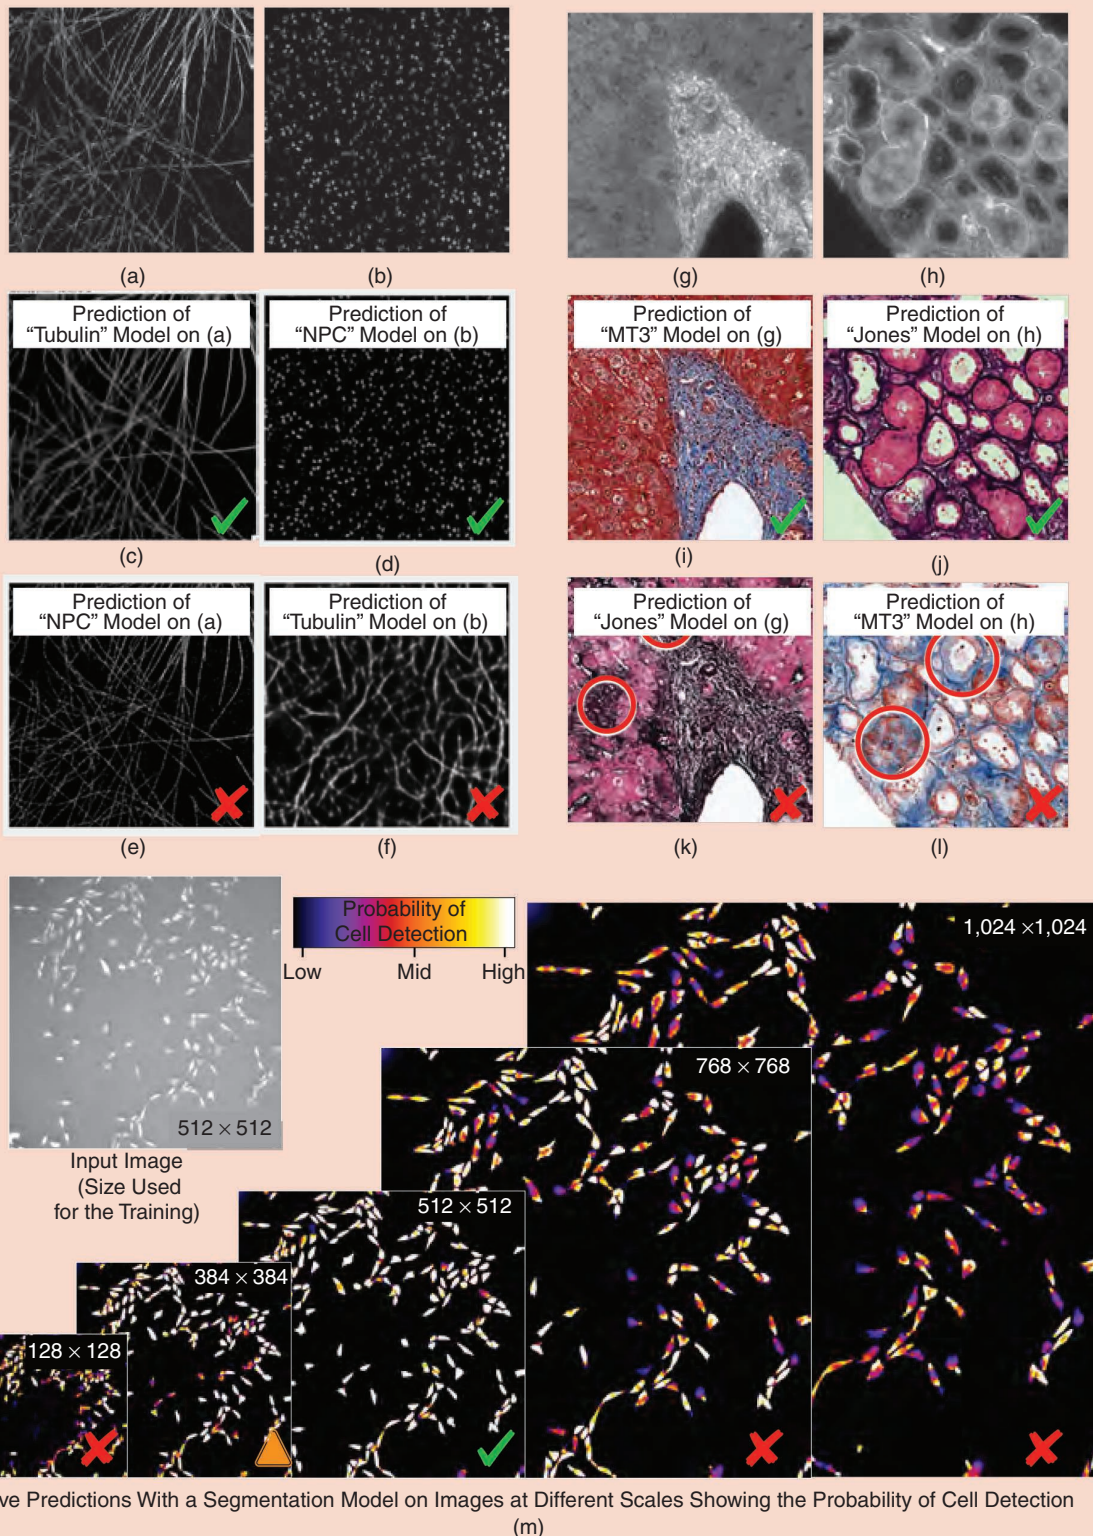 (a)
(b)
(g)
(h)
Prediction of
“Tubulin” Model on (a)
Prediction of
“NPC” Model on (b)
Prediction of
“MT3” Model on (g)
Prediction of
“Jones” Model on (h)
(c)
(d)
(i)
(j)
Prediction of
“NPC” Model on (a)
Prediction of
“Tubulin” Model on (b)
Prediction of
“Jones” Model on (g)
Prediction of
“MT3” Model on (h)
(e)
(f)
(k)
(l)
512 × 512
Input Image
(Size Used
for the Training)
Probability of
Cell Detection
Low Mid High
1,024 ×1,024
768 × 768
512 × 512
384 × 384
128 × 128
ve Predictions With a Segmentation Model on Images at Different Scales Showing the Probability of Cell Detection
(m)